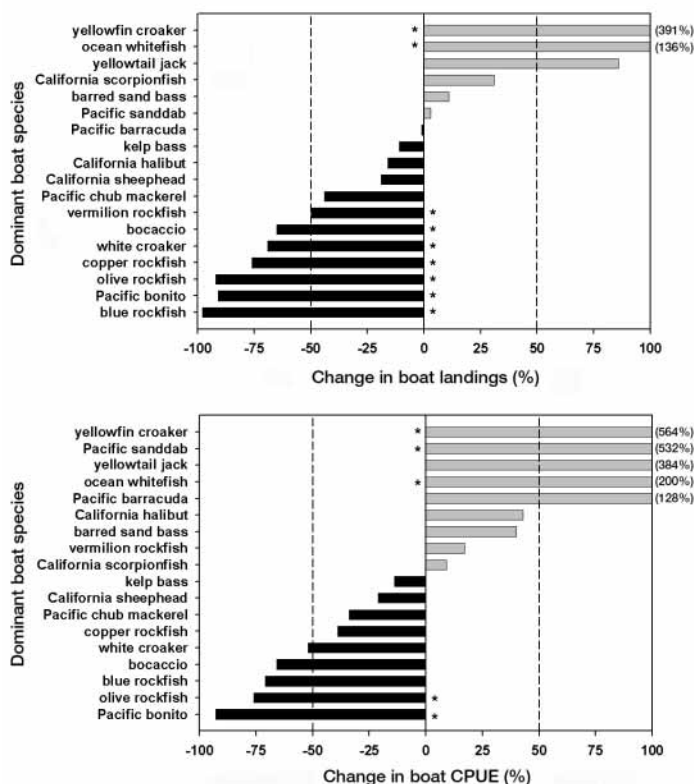 Dominant boat species
yellowfin croaker * (391%)
ocean whitefish * (136%)
yellowtail jack
California scorpionfish
barred sand bass
Pacific sanddab
Pacific barracuda
kelp bass
California halibut
California sheephead
Pacific chub mackerel
vermilion rockfish *
bocaccio *
white croaker *
copper rockfish *
olive rockfish *
Pacific bonito *
blue rockfish *
-100 -75 -50 -25 0 25 50 75 100
Change in boat landings (%)
Dominant boat species
yellowfin croaker * (564%)
Pacific sanddab * (532%)
yellowtail jack (384%)
ocean whitefish * (200%)
Pacific barracuda (128%)
California halibut
barred sand bass
vermilion rockfish
California scorpionfish
kelp bass
California sheephead
Pacific chub mackerel
copper rockfish
white croaker
bocaccio
blue rockfish
olive rockfish *
Pacific bonito *
-100 -75 -50 -25 0 25 50 75 100
Change in boat CPUE (%)